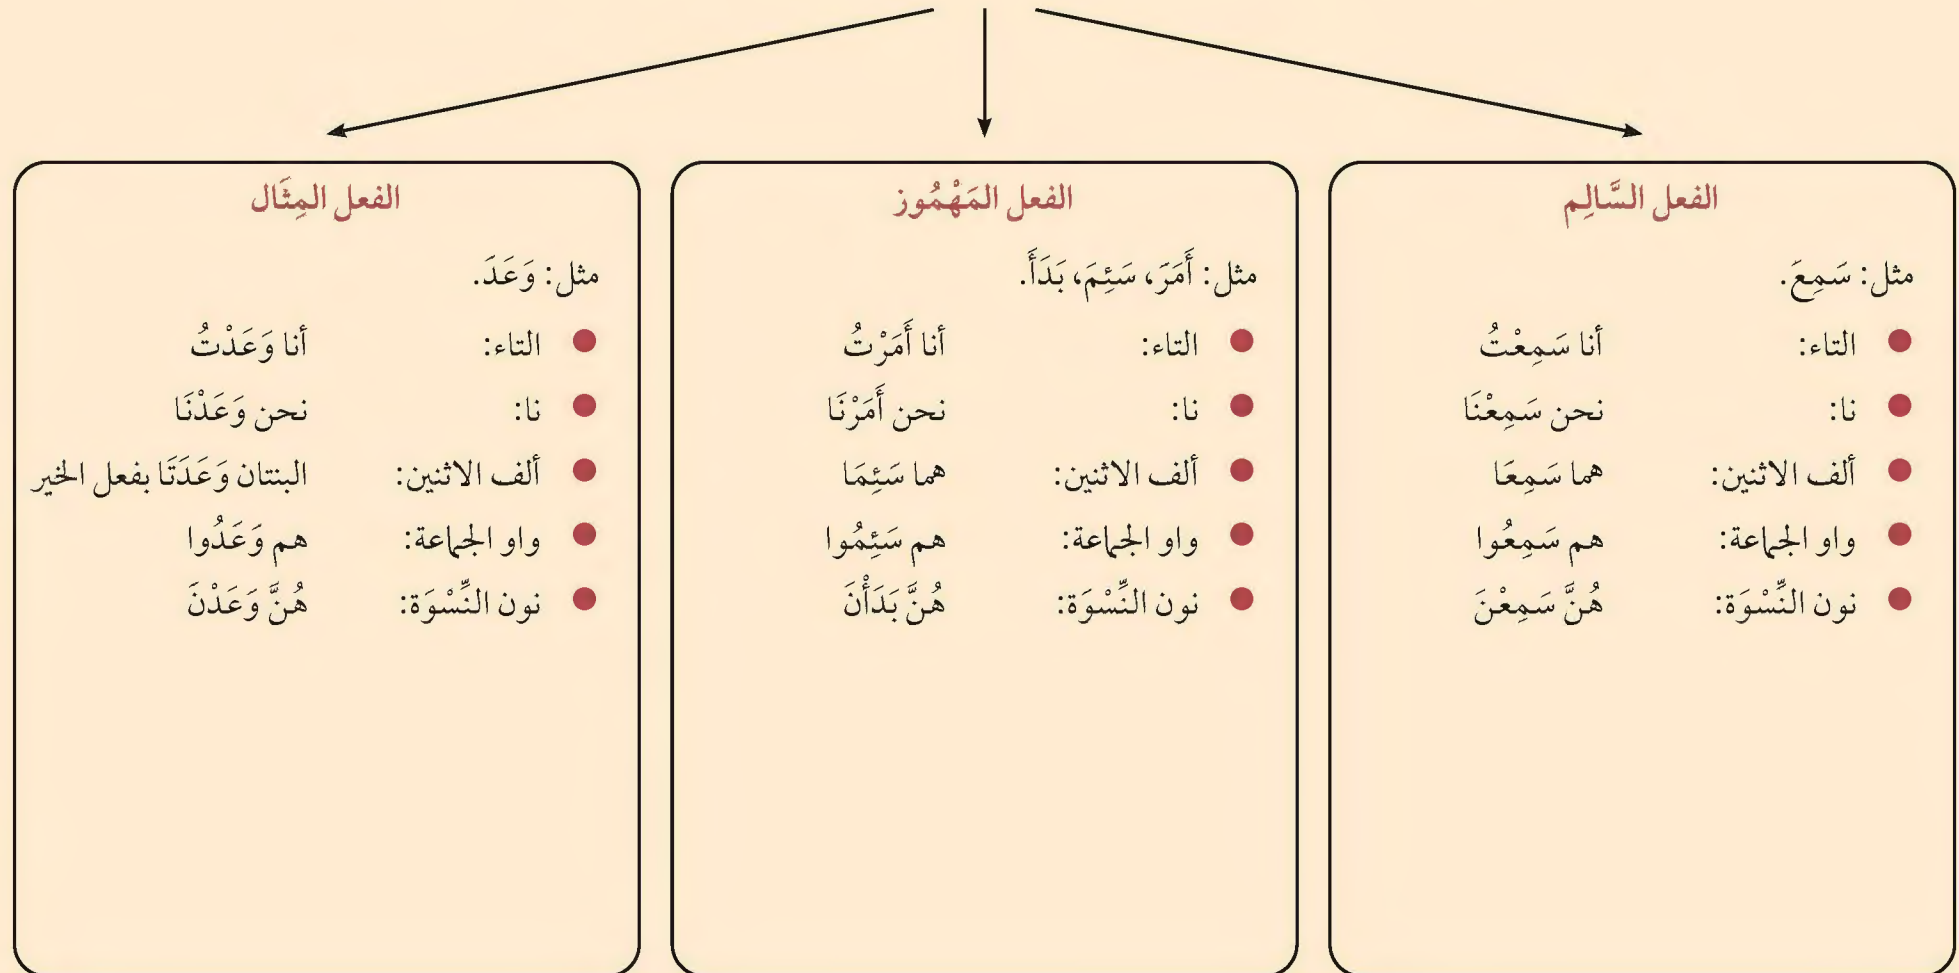 الفعل السَّالِم
مثل: سَمِعَ.
التاء: أنا سَمِعْتُ
نا: نحن سَمِعْنَا
ألف الاثنين: هما سَمِعَا
واو الجماعة: هم سَمِعُوا
نون النِّسْوَة: هُنَّ سَمِعْنَ
الفعل المَهْمُوز
مثل: أَمَرَ، سَئِمَ، بَدَأَ.
التاء: أنا أَمَرْتُ
نا: نحن أَمَرْنَا
ألف الاثنين: هما سَئِمَا
واو الجماعة: هم سَئِمُوا
نون النِّسْوَة: هُنَّ بَدَأْنَ
الفعل المِثَال
مثل: وَعَدَ.
التاء: أنا وَعَدْتُ
نا: نحن وَعَدْنَا
ألف الاثنين: البنتان وَعَدَتَا بفعل الخير
واو الجماعة: هم وَعَدُوا
نون النِّسْوَة: هُنَّ وَعَدْنَ